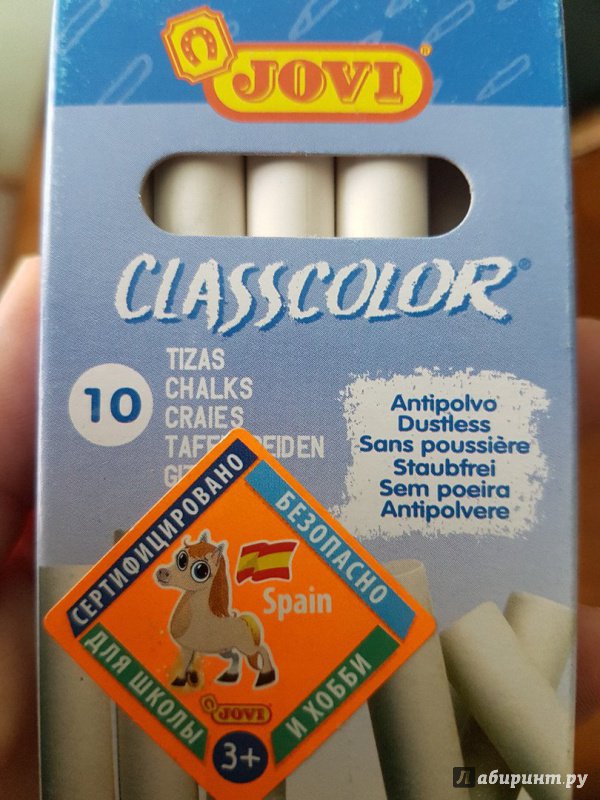 JOVI®
CLASSCOLOR®
10
TIZAS
CHALKS
CRAIES
Antipolvo
Dustless
Sans poussière
Staubfrei
Sem poeira
Antipolvere
СЕРТИФИЦИРОВАНО
БЕЗОПАСНО
Spain
ДЛЯ ШКОЛЫ
И ХОББИ
JOVI
3+
Лабиринт.ру